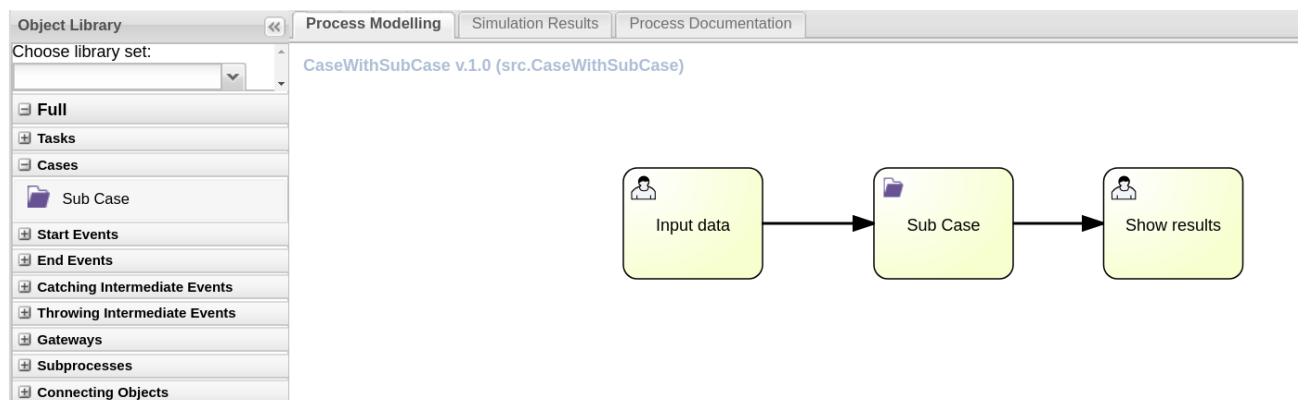 Object Library
Choose library set:
Full
Tasks
Cases
Sub Case
Start Events
End Events
Catching Intermediate Events
Throwing Intermediate Events
Gateways
Subprocesses
Connecting Objects
Process Modelling
Simulation Results
Process Documentation
CaseWithSubCase v.1.0 (src.CaseWithSubCase)
Input data
Sub Case
Show results